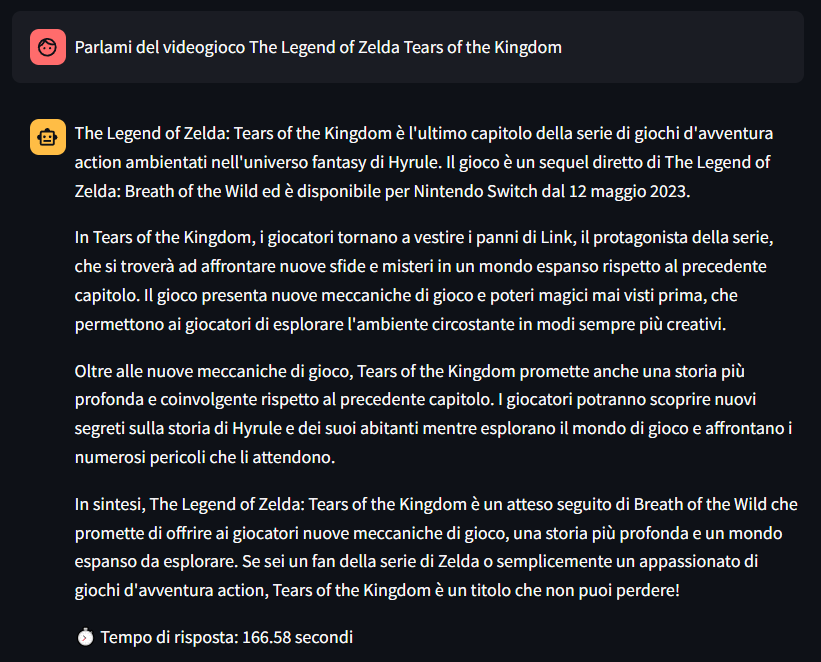 Parlami del videogioco The Legend of Zelda Tears of the Kingdom
The Legend of Zelda: Tears of the Kingdom è l'ultimo capitolo della serie di giochi d'avventura
action ambientati nell'universo fantasy di Hyrule. Il gioco è un sequel diretto di The Legend of
Zelda: Breath of the Wild ed è disponibile per Nintendo Switch dal 12 maggio 2023.
In Tears of the Kingdom, i giocatori tornano a vestire i panni di Link, il protagonista della serie,
che si troverà ad affrontare nuove sfide e misteri in un mondo espanso rispetto al precedente
capitolo. Il gioco presenta nuove meccaniche di gioco e poteri magici mai visti prima, che
permettono ai giocatori di esplorare l'ambiente circostante in modi sempre più creativi.
Oltre alle nuove meccaniche di gioco, Tears of the Kingdom promette anche una storia più
profonda e coinvolgente rispetto al precedente capitolo. I giocatori potranno scoprire nuovi
segreti sulla storia di Hyrule e dei suoi abitanti mentre esplorano il mondo di gioco e affrontano i
numerosi pericoli che li attendono.
In sintesi, The Legend of Zelda: Tears of the Kingdom è un atteso seguito di Breath of the Wild che
promette di offrire ai giocatori nuove meccaniche di gioco, una storia più profonda e un mondo
espanso da esplorare. Se sei un fan della serie di Zelda o semplicemente un appassionato di
giochi d'avventura action, Tears of the Kingdom è un titolo che non puoi perdere!
Tempo di risposta: 166.58 secondi